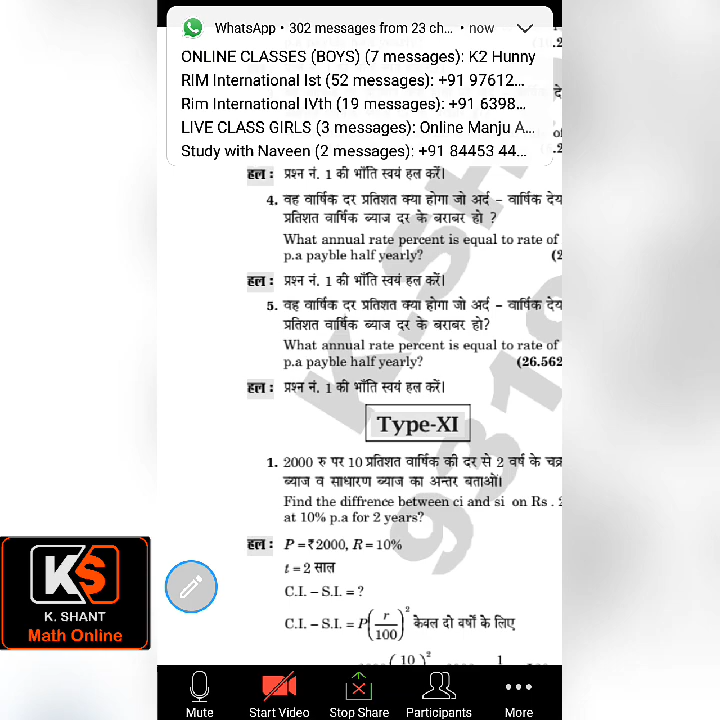 WhatsApp • 302 messages from 23 ch... • now
ONLINE CLASSES (BOYS) (7 messages): K2 Hunny
RIM International Ist (52 messages): +91 97612...
Rim International IVth (19 messages): +91 6398...
LIVE CLASS GIRLS (3 messages): Online Manju A...
Study with Naveen (2 messages): +91 84453 44...
हल : प्रश्न नं. 1 की भाँति स्वयं हल करें।
4. वह वार्षिक दर प्रतिशत क्या होगा जो अर्द – वार्षिक देय
प्रतिशत वार्षिक ब्याज दर के बराबर हो ?
What annual rate percent is equal to rate of
p.a payble half yearly? (2
हल : प्रश्न नं. 1 की भाँति स्वयं हल करें।
5. वह वार्षिक दर प्रतिशत क्या होगा जो अर्द – वार्षिक देय
प्रतिशत वार्षिक ब्याज दर के बराबर हो?
What annual rate percent is equal to rate of
p.a payble half yearly? (26.562
हल : प्रश्न नं. 1 की भाँति स्वयं हल करें।
Type-XI
1. 2000 रु पर 10 प्रतिशत वार्षिक की दर से 2 वर्ष के चक्र
ब्याज व साधारण ब्याज का अन्तर बताओ।
Find the diffrence between ci and si on Rs . 2
at 10% p.a for 2 years?
हल : P = ₹2000, R = 10%
t = 2 साल
C.I. – S.I. = ?
C.I. – S.I. = P(r/100)² केवल दो वर्षों के लिए
KS
K. SHANT
Math Online
Mute Start Video Stop Share Participants More